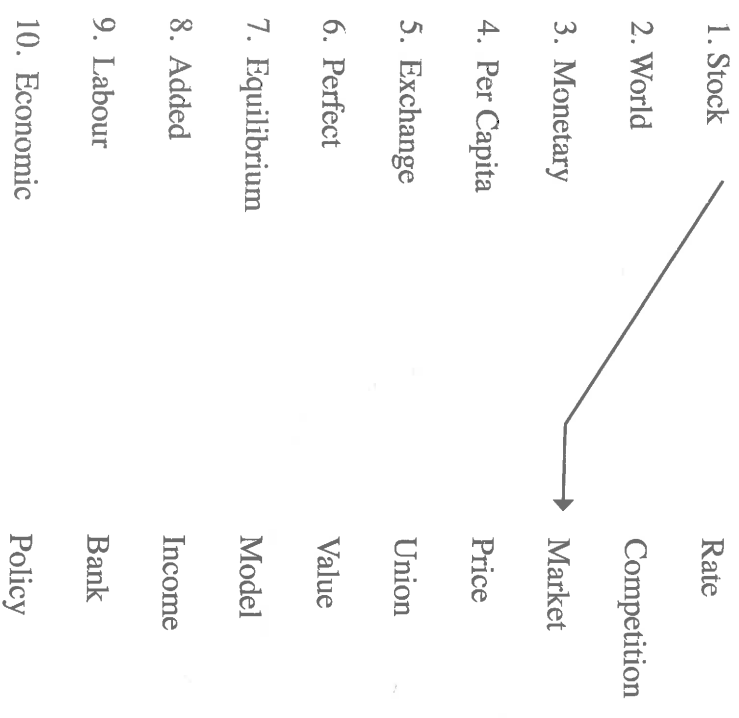 1. Stock Rate
2. World Competition
3. Monetary Market
4. Per Capita Price
5. Exchange Union
6. Perfect Value
7. Equilibrium Model
8. Added Income
9. Labour Bank
10. Economic Policy